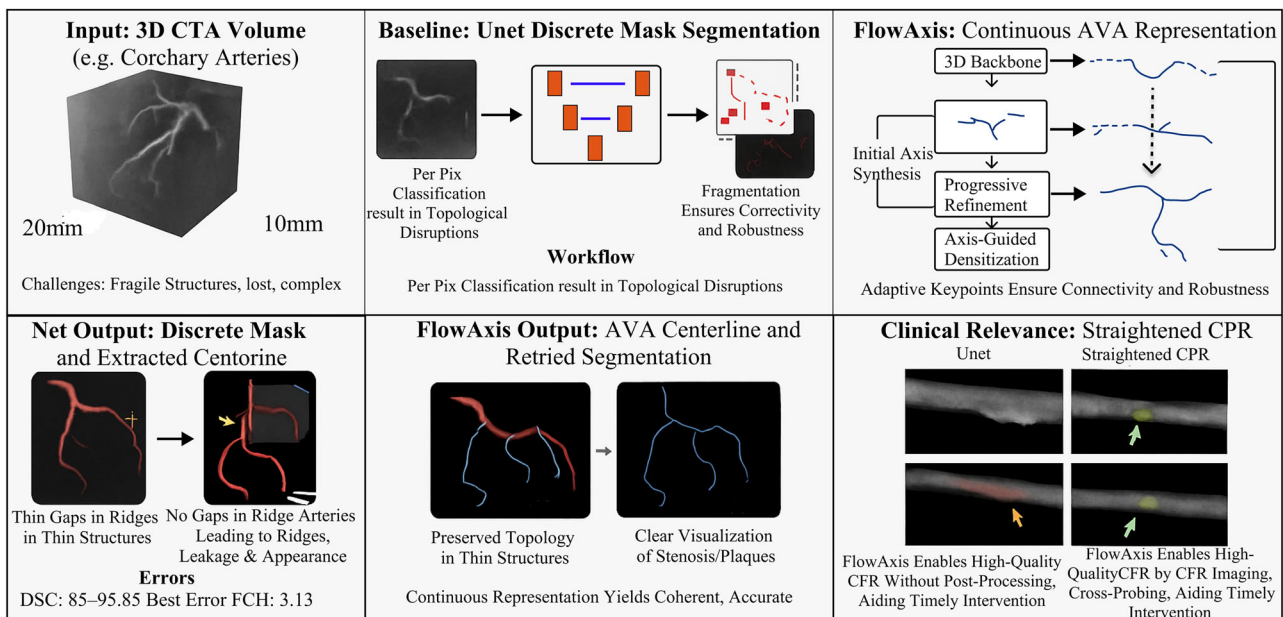 Input: 3D CTA Volume
(e.g. Corchary Arteries)
20mm
10mm
Challenges: Fragile Structures, lost, complex
Baseline: Unet Discrete Mask Segmentation
Per Pix
Classification
result in Topological
Disruptions
Fragmentation
Ensures Correctivity
and Robustness
Workflow
Per Pix Classification result in Topological Disruptions
FlowAxis: Continuous AVA Representation
3D Backbone
Initial Axis
Synthesis
Progressive
Refinement
Axis-Guided
Densitization
Adaptive Keypoints Ensure Connectivity and Robustness
Net Output: Discrete Mask
and Extracted Centorine
Thin Gaps in Ridges
in Thin Structures
No Gaps in Ridge Arteries
Leading to Ridges,
Leakage & Appearance
Errors
DSC: 85–95.85 Best Error FCH: 3.13
FlowAxis Output: AVA Centerline and
Retried Segmentation
Preserved Topology
in Thin Structures
Clear Visualization
of Stenosis/Plaques
Continuous Representation Yields Coherent, Accurate
Clinical Relevance: Straightened CPR
Unet
Straightened CPR
FlowAxis Enables High-Quality
CFR Without Post-Processing,
Aiding Timely Intervention
FlowAxis Enables High-
QualityCFR by CFR Imaging,
Cross-Probing, Aiding Timely
Intervention